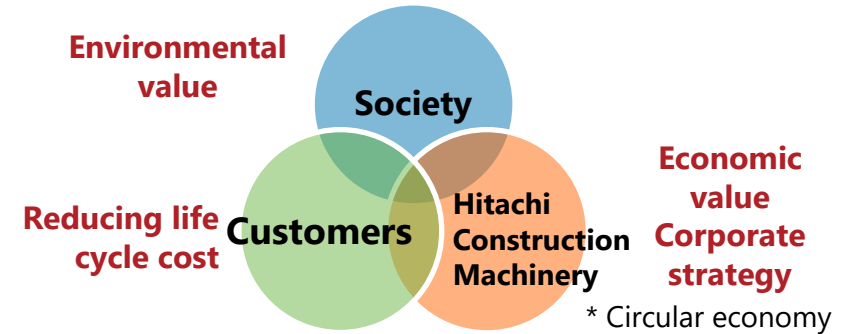 Environmental
value
Society
Reducing life
cycle cost
Customers
Hitachi
Construction
Machinery
Economic
value
Corporate
strategy
* Circular economy